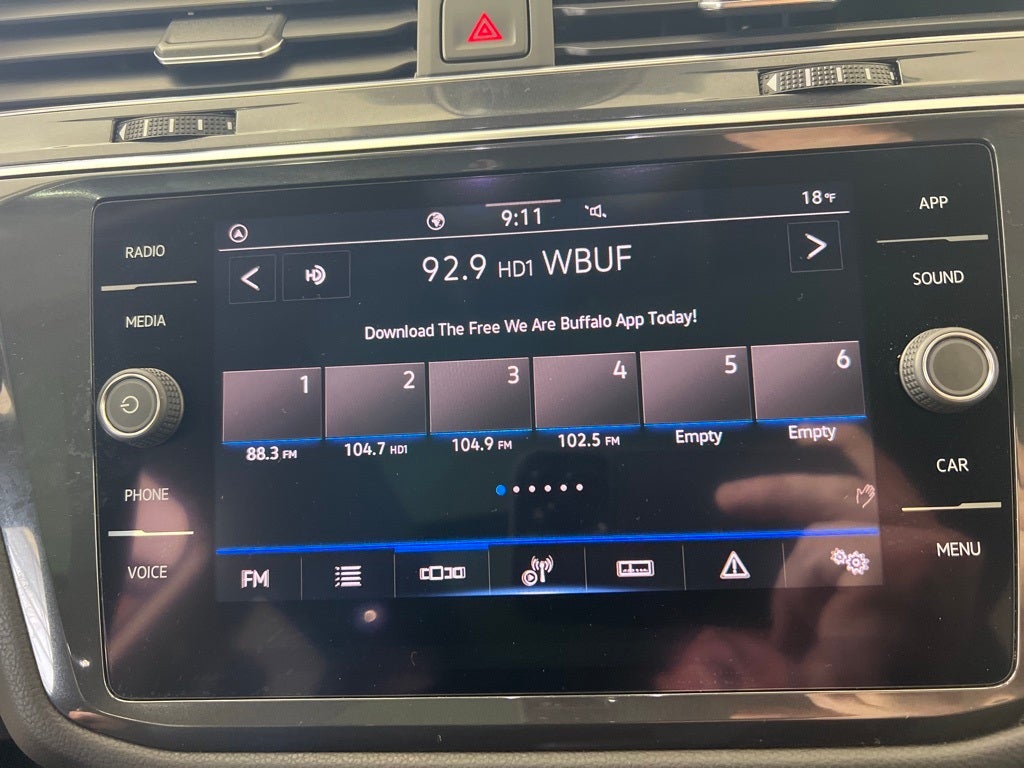 9:11
18°F
RADIO
APP
HD
92.9 HD1 WBUF
MEDIA
SOUND
Download The Free We Are Buffalo App Today!
1 2 3 4 5 6
88.3 FM 104.7 HD1 104.9 FM 102.5 FM Empty Empty
PHONE
CAR
VOICE
MENU
FM